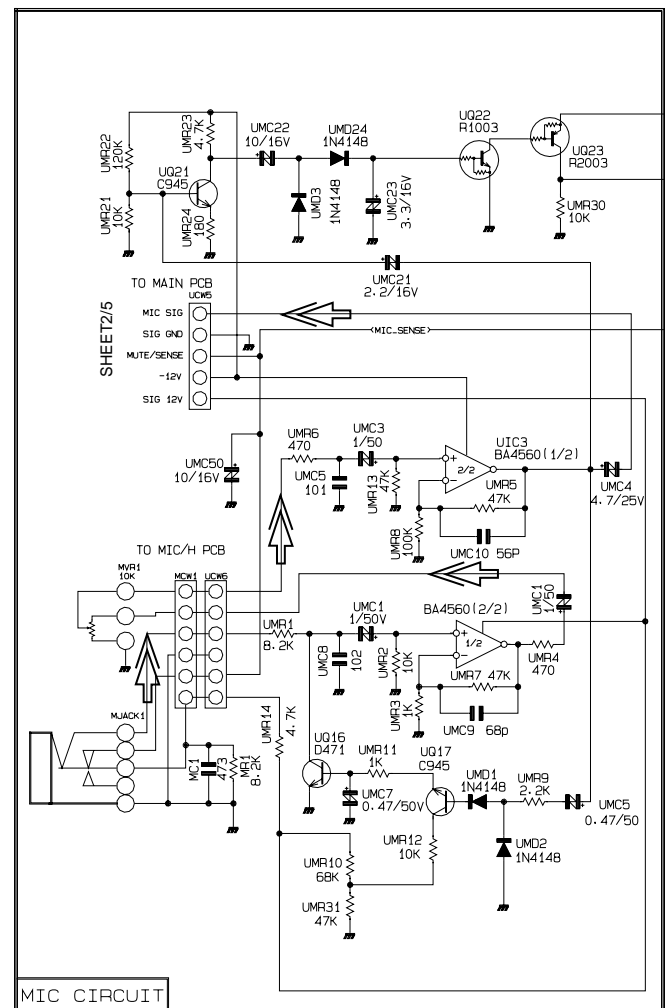 UQ22
R1003
UQ23
R2003
UMC22
10/16V
UMD24
1N4148
UMR23
4.7K
UMR22
120K
UQ21
C945
UMR21
10K
UMR24
180
UMD3
1N4148
UMC23
3.3/16V
UMR30
10K
UMC21
2.2/16V
TO MAIN PCB
UCW5
SHEET2/5
MIC SIG
SIG GND
MUTE/SENSE
-12V
SIG 12V
<MIC_SENSE>
UMC50
10/16V
UMR6
470
UMC3
1/50
UMC5
101
UMR13
47K
+
-
2/2
UIC3
BA4560(1/2)
UMR5
47K
UMR8
100K
UMC10 56P
UMC4
4.7/25V
TO MIC/H PCB
MVR1
10K
MCW1
UCW6
UMR1
8.2K
UMC1
1/50V
UMC8
102
UMR2
10K
BA4560(2/2)
+
-
1/2
UMC1
1/50
UMR4
470
UMR7 47K
UMR3
1K
UMC9 68p
MJACK1
MC1
473
MR1
8.2K
UMR14
4.7K
UQ16
D471
UMR11
1K
UQ17
C945
UMC7
0.47/50V
UMD1
1N4148
UMR9
2.2K
UMC5
0.47/50
UMD2
1N4148
UMR12
10K
UMR10
68K
UMR31
47K
MIC CIRCUIT